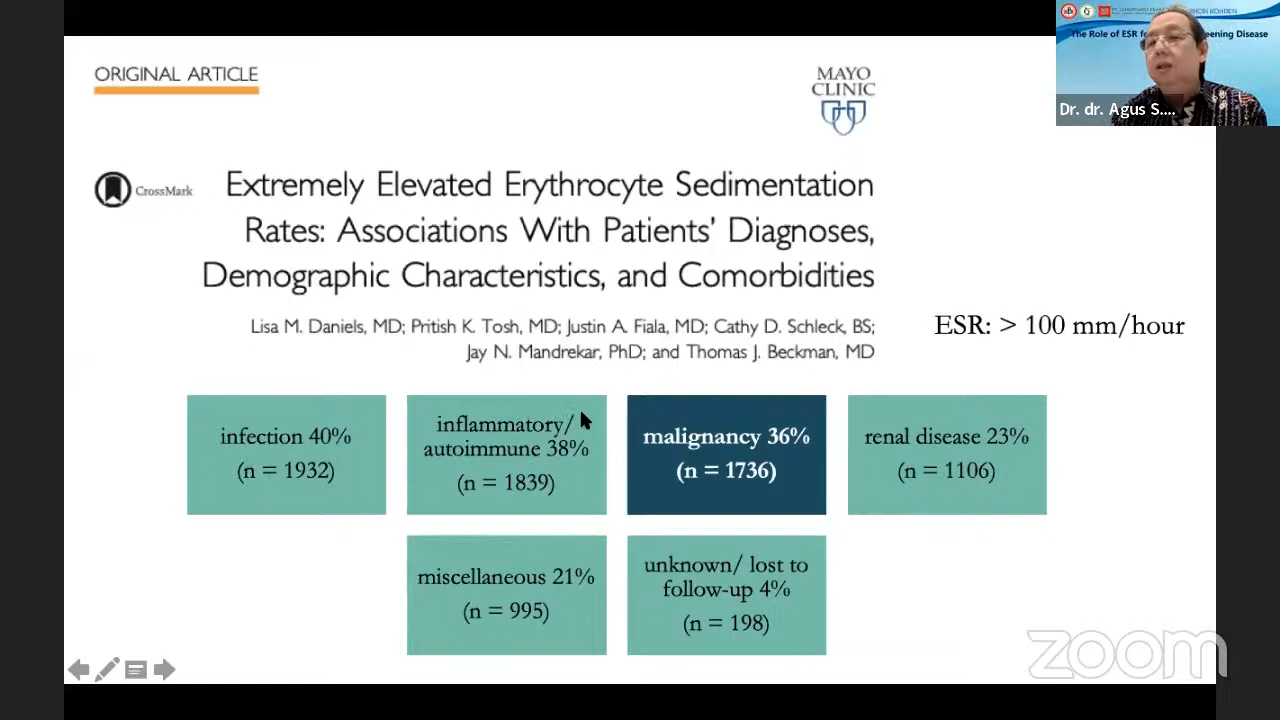 ORIGINAL ARTICLE
MAYO
CLINIC
CrossMark
Extremely Elevated Erythrocyte Sedimentation
Rates: Associations With Patients' Diagnoses,
Demographic Characteristics, and Comorbidities
Lisa M. Daniels, MD; Pritish K. Tosh, MD; Justin A. Fiala, MD; Cathy D. Schleck, BS;
Jay N. Mandrekar, PhD; and Thomas J. Beckman, MD
ESR: > 100 mm/hour
infection 40%
(n = 1932)
inflammatory/
autoimmune 38%
(n = 1839)
malignancy 36%
(n = 1736)
renal disease 23%
(n = 1106)
miscellaneous 21%
(n = 995)
unknown/ lost to
follow-up 4%
(n = 198)
The Role of ESR
Disease
Dr. dr. Agus S....
zoom